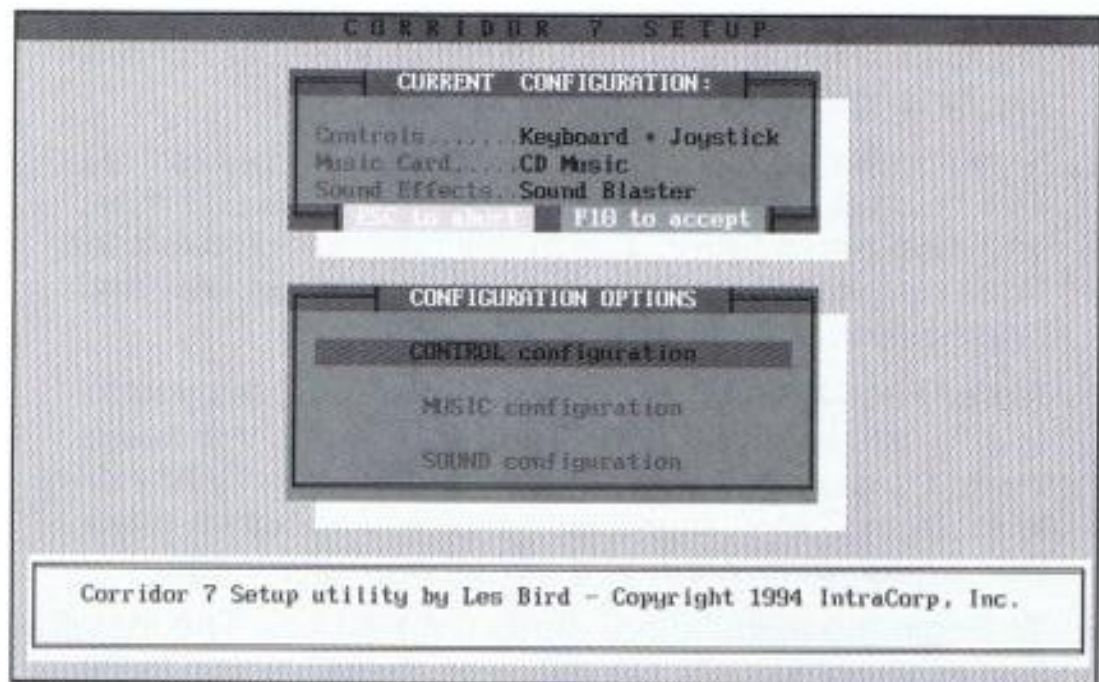 CORRIDOR 7 SETUP
CURRENT CONFIGURATION:
Controls.......Keyboard + Joystick
Music Card.....CD Music
Sound Effects..Sound Blaster
ESC to abort F10 to accept
CONFIGURATION OPTIONS
CONTROL configuration
MUSIC configuration
SOUND configuration
Corridor 7 Setup utility by Les Bird - Copyright 1994 IntraCorp, Inc.